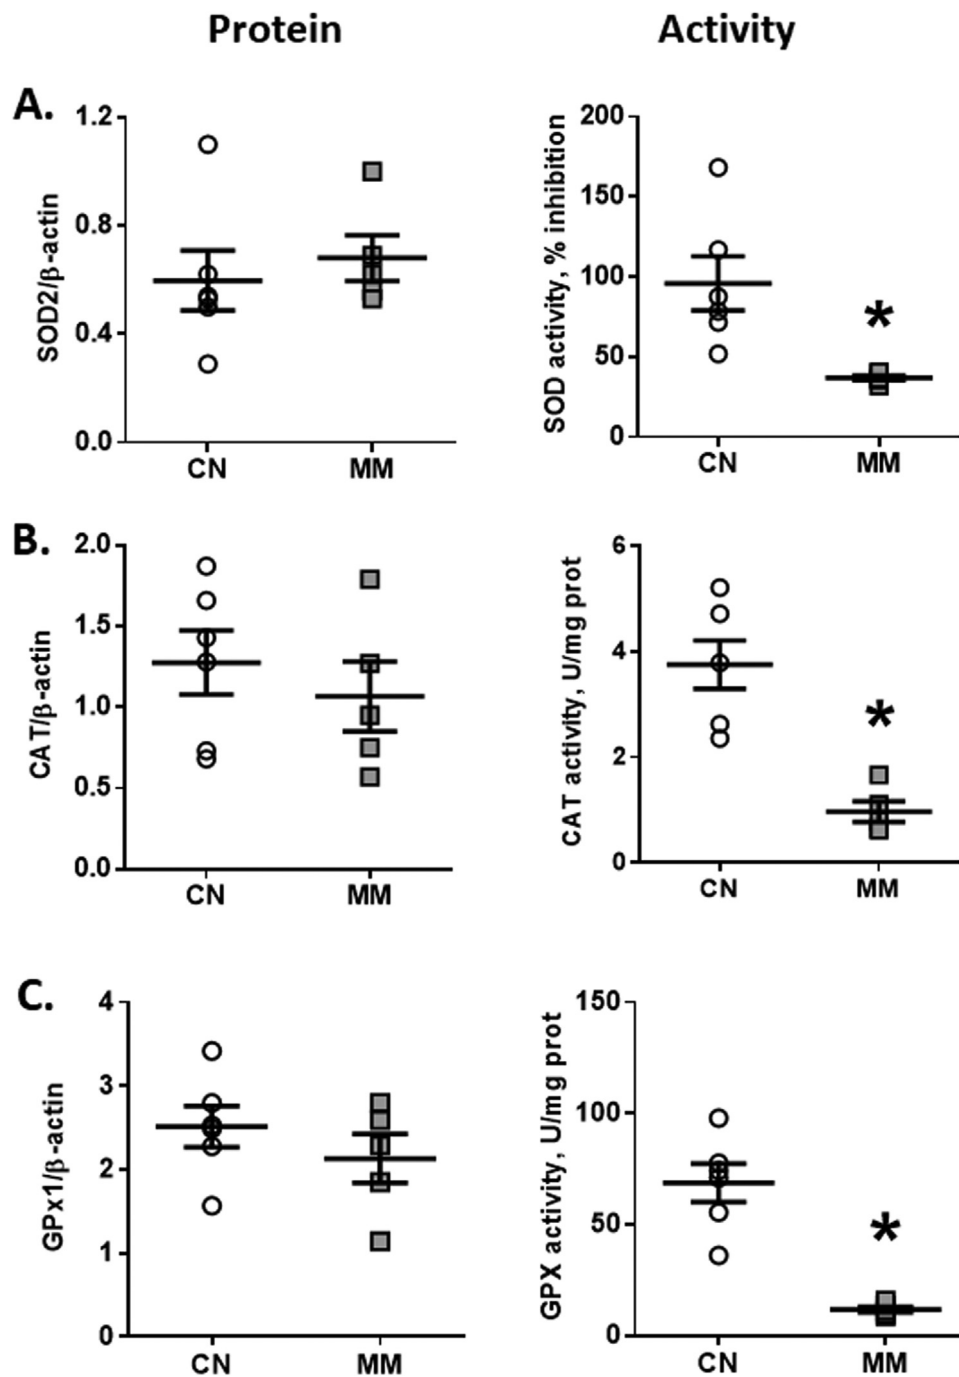 Protein Activity
A.
SOD2/β-actin
1.2
0.8
0.4
0.0
CN MM
SOD activity, % inhibition
200
150
100
50
0
*
CN MM
B.
CAT/β-actin
2.0
1.5
1.0
0.5
0.0
CN MM
CAT activity, U/mg prot
6
4
2
0
*
CN MM
C.
GPx1/β-actin
4
3
2
1
0
CN MM
GPX activity, U/mg prot
150
100
50
0
*
CN MM